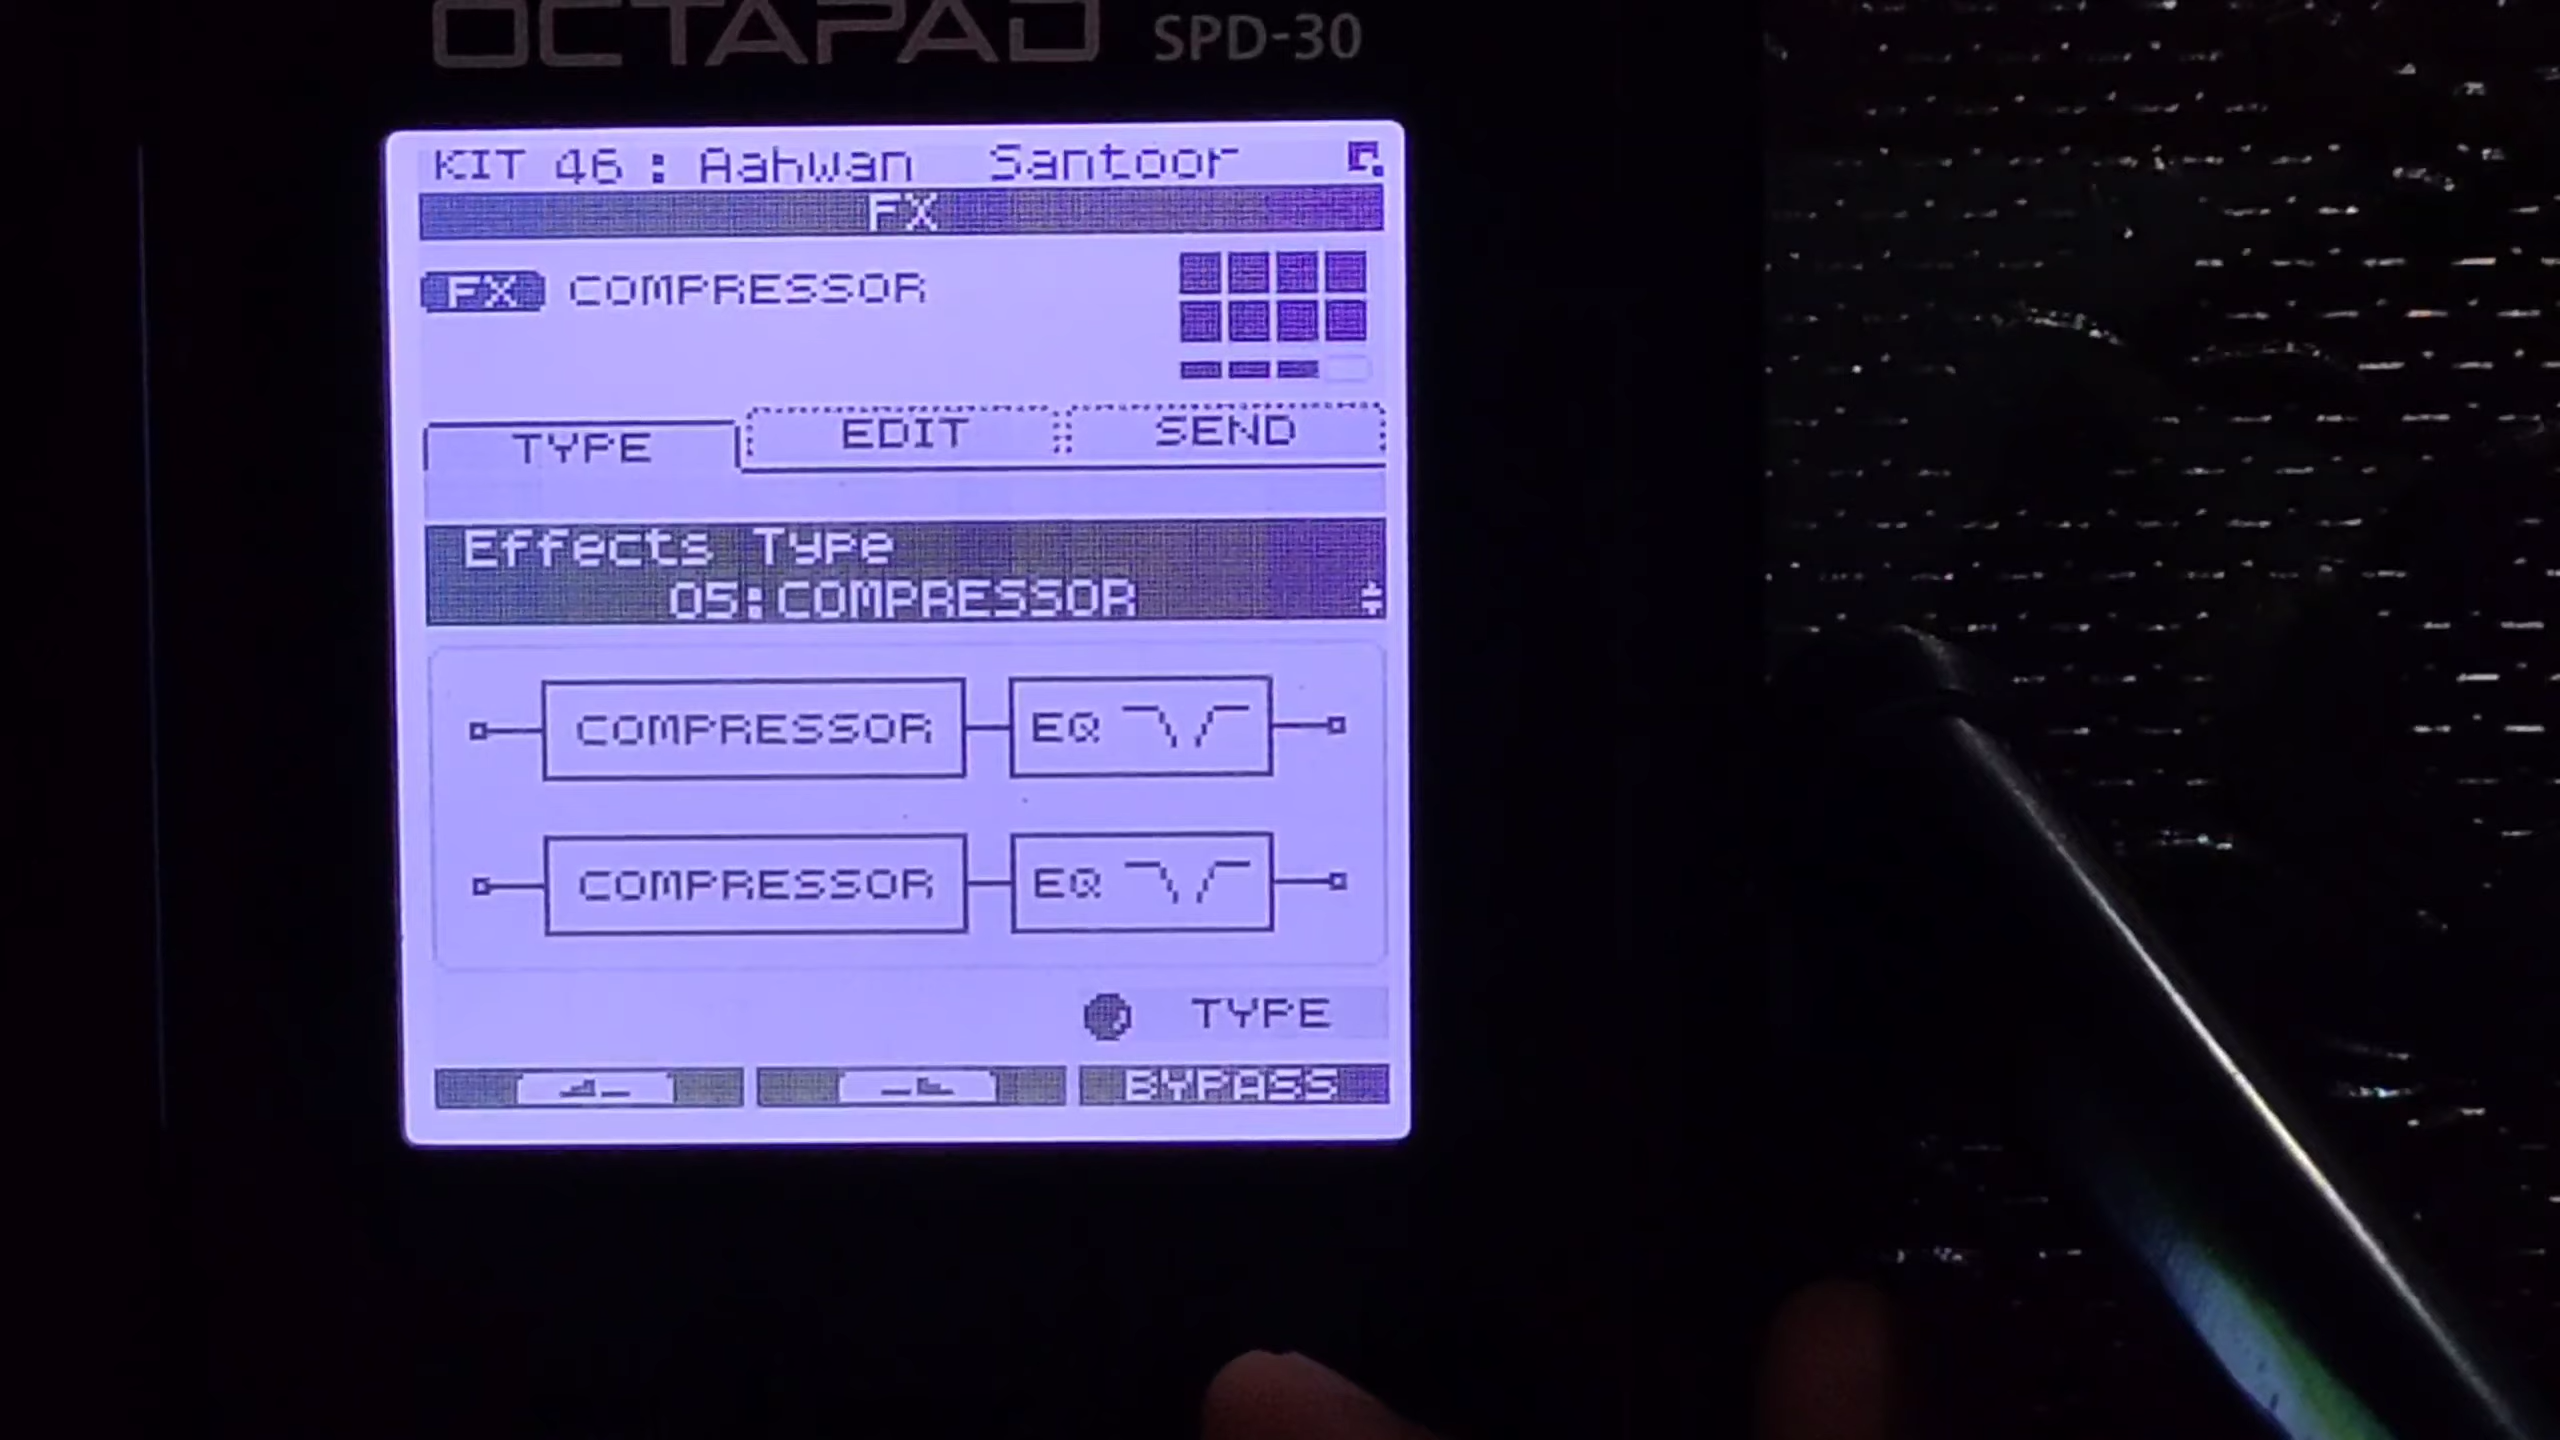 OCTAPAD SPD-30
KIT 46 : Aahwan Santoor
FX
FX COMPRESSOR
TYPE EDIT SEND
Effects Type
05:COMPRESSOR
COMPRESSOR EQ
COMPRESSOR EQ
TYPE
BYPASS